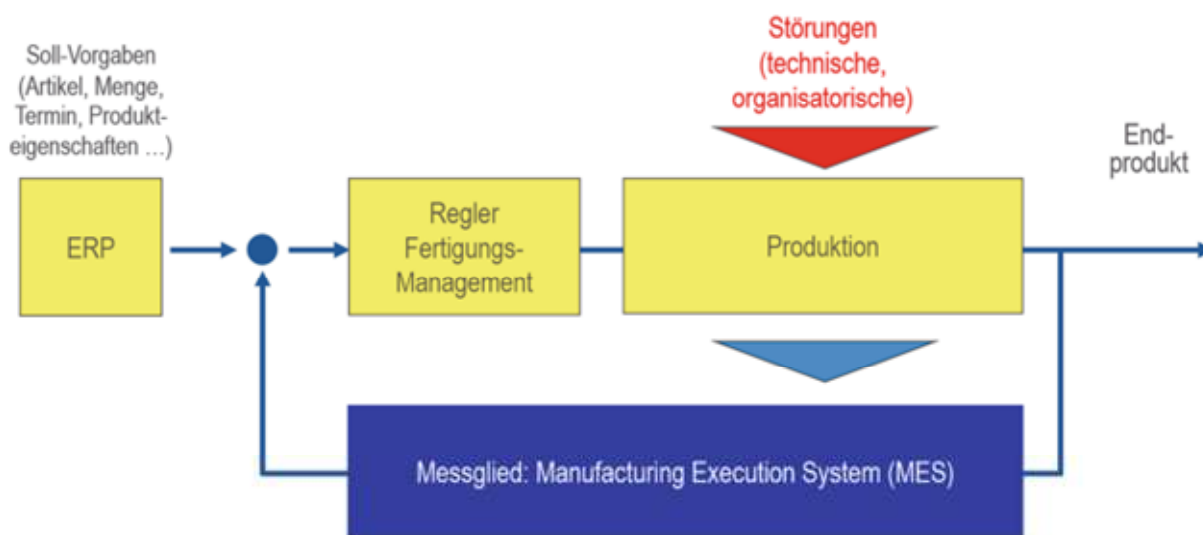 Soll-Vorgaben
(Artikel, Menge,
Termin, Produkt-
eigenschaften ...)
ERP
Regler
Fertigungs-
Management
Störungen
(technische,
organisatorische)
Produktion
End-
produkt
Messglied: Manufacturing Execution System (MES)